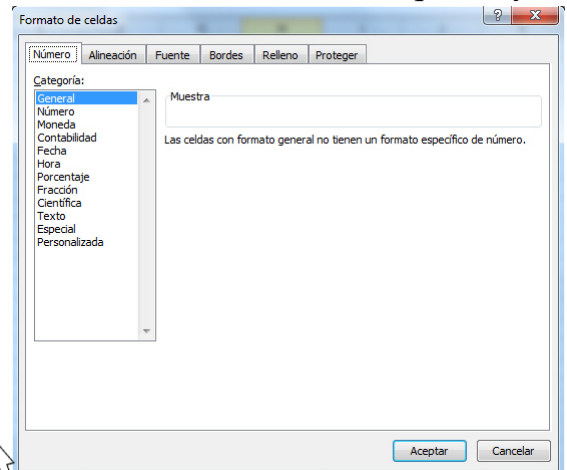 Formato de celdas
Número Alineación Fuente Bordes Relleno Proteger
Categoría:
General
Número
Moneda
Contabilidad
Fecha
Hora
Porcentaje
Fracción
Científica
Texto
Especial
Personalizada
Muestra
Las celdas con formato general no tienen un formato específico de número.
Aceptar Cancelar